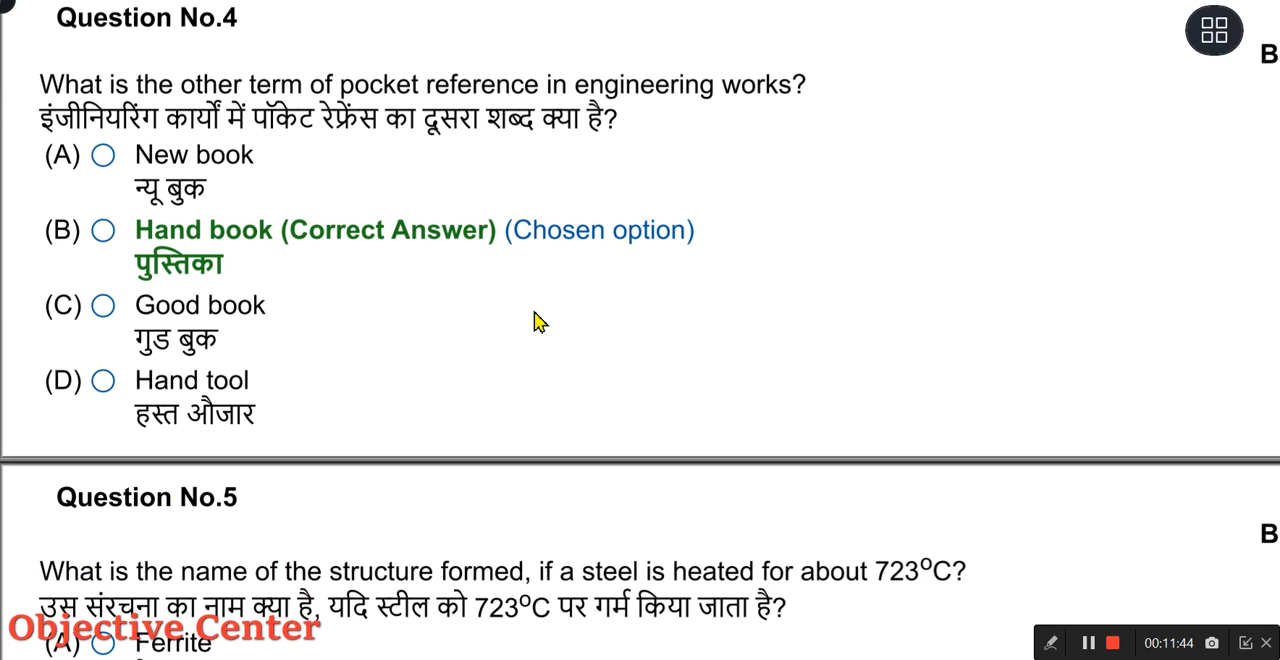 Question No.4
B
What is the other term of pocket reference in engineering works?
इंजीनियरिंग कार्यों में पॉकेट रेफ्रेंस का दूसरा शब्द क्या है?
(A) New book
न्यू बुक
(B) Hand book (Correct Answer) (Chosen option)
पुस्तिका
(C) Good book
गुड बुक
(D) Hand tool
हस्त औजार
Question No.5
B
What is the name of the structure formed, if a steel is heated for about 723⁰C?
उस संरचना का नाम क्या है, यदि स्टील को 723⁰C पर गर्म किया जाता है?
Objective Center
(A) Ferrite
00:11:44